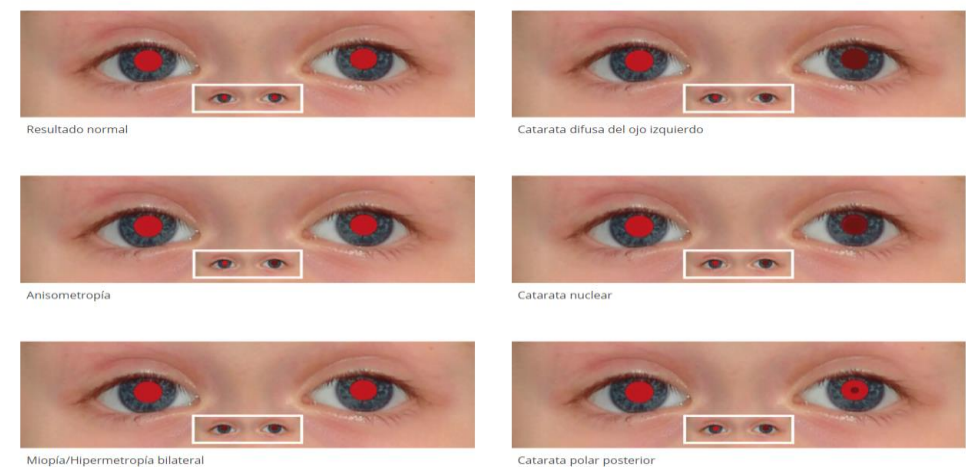 Resultado normal
Catarata difusa del ojo izquierdo
Anisometropía
Catarata nuclear
Miopía/Hipermetropía bilateral
Catarata polar posterior